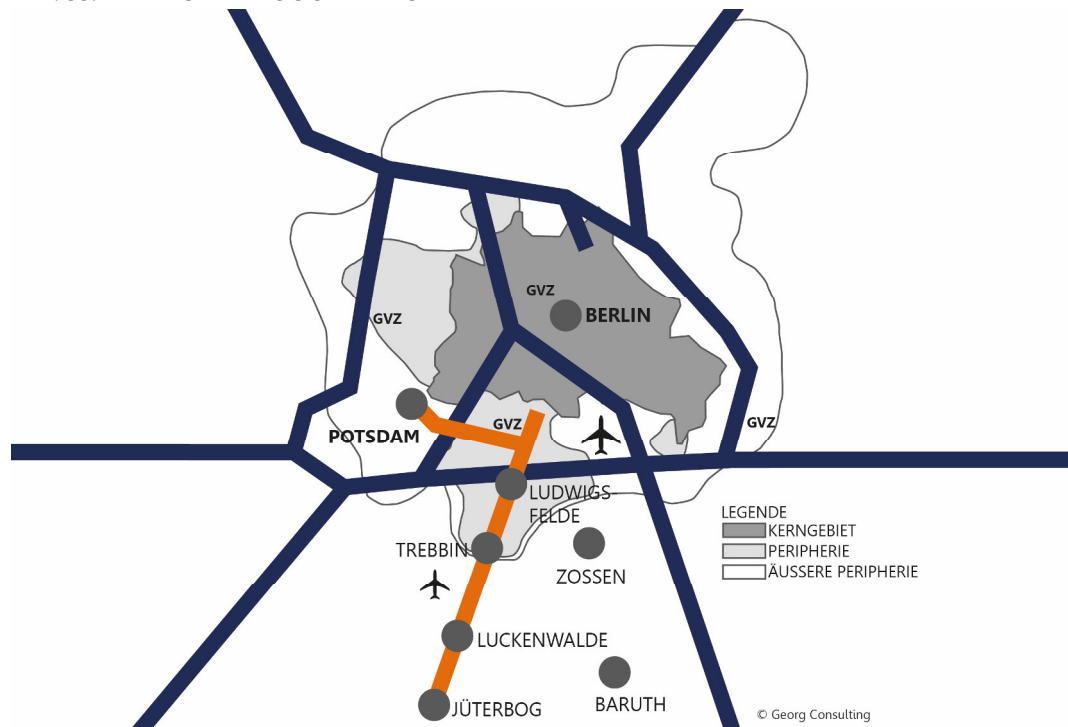 GVZ
BERLIN
GVZ
POTSDAM
GVZ
GVZ
LUDWIGS-
FELDE
TREBBIN
ZOSSEN
LUCKENWALDE
BARUTH
JÜTERBOG
LEGENDE
KERNGEBIET
PERIPHERIE
ÄUSSERE PERIPHERIE
© Georg Consulting